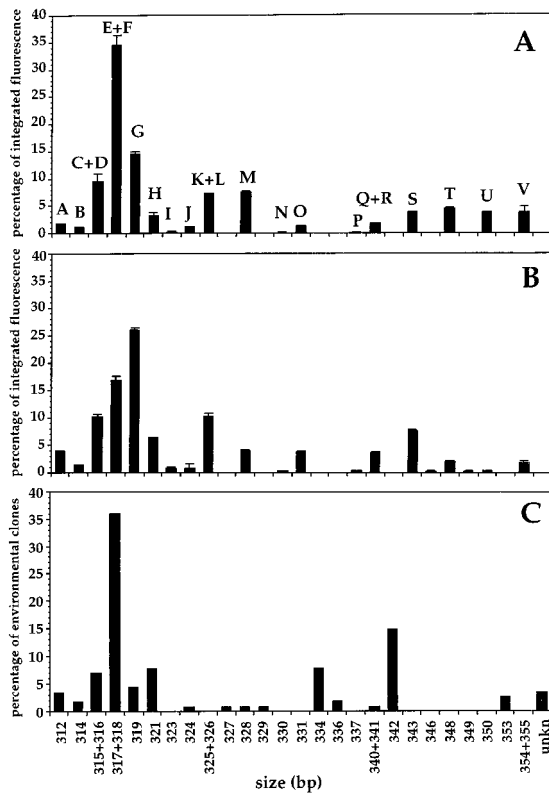 percentage of integrated fluorescence
40
35
30
25
20
15
10
5
0
A
A
B
C+D
E+F
G
H
I
J
K+L
M
N
O
P
Q+R
S
T
U
V
percentage of integrated fluorescence
40
35
30
25
20
15
10
5
0
B
percentage of environmental clones
40
35
30
25
20
15
10
5
0
C
312
314
315+316
317+318
319
321
323
324
325+326
327
328
329
330
331
334
336
337
340+341
342
343
346
348
349
350
353
354+355
unkn
size (bp)